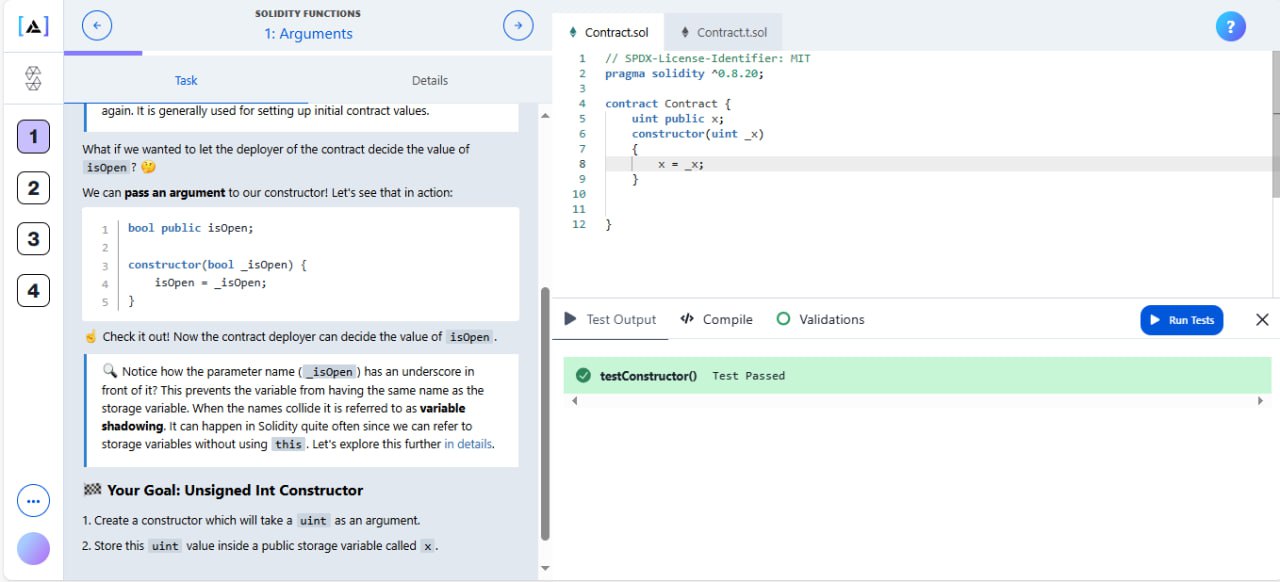 SOLIDITY FUNCTIONS
1: Arguments
Task
Details
1
2
3
4
again. It is generally used for setting up initial contract values.
What if we wanted to let the deployer of the contract decide the value of
isOpen? 🤔
We can pass an argument to our constructor! Let's see that in action:
1 bool public isOpen;
2
3 constructor(bool _isOpen) {
4 isOpen = _isOpen;
5 }
☝️ Check it out! Now the contract deployer can decide the value of isOpen.
🔍 Notice how the parameter name (_isOpen) has an underscore in
front of it? This prevents the variable from having the same name as the
storage variable. When the names collide it is referred to as variable
shadowing. It can happen in Solidity quite often since we can refer to
storage variables without using this. Let's explore this further in details.
🏁 Your Goal: Unsigned Int Constructor
1. Create a constructor which will take a uint as an argument.
2. Store this uint value inside a public storage variable called x.
Contract.sol
Contract.t.sol
?
1 // SPDX-License-Identifier: MIT
2 pragma solidity ^0.8.20;
3
4 contract Contract {
5 uint public x;
6 constructor(uint _x)
7 {
8 x = _x;
9 }
10
11
12 }
Test Output
Compile
Validations
Run Tests
testConstructor() Test Passed